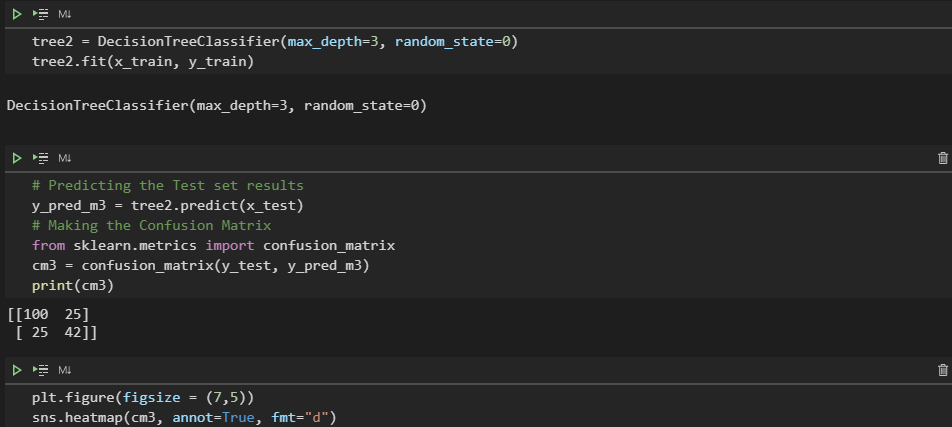 M↓
tree2 = DecisionTreeClassifier(max_depth=3, random_state=0)
tree2.fit(x_train, y_train)
DecisionTreeClassifier(max_depth=3, random_state=0)
M↓
# Predicting the Test set results
y_pred_m3 = tree2.predict(x_test)
# Making the Confusion Matrix
from sklearn.metrics import confusion_matrix
cm3 = confusion_matrix(y_test, y_pred_m3)
print(cm3)
[[100  25]
 [ 25  42]]
M↓
plt.figure(figsize = (7,5))
sns.heatmap(cm3, annot=True, fmt="d")